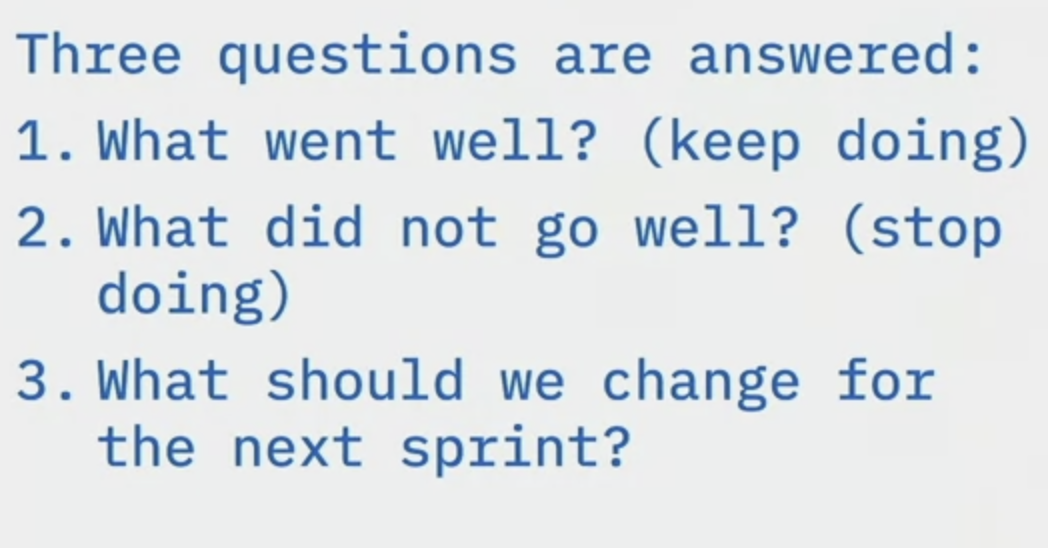 Three questions are answered:
1. What went well? (keep doing)
2. What did not go well? (stop
doing)
3. What should we change for
the next sprint?